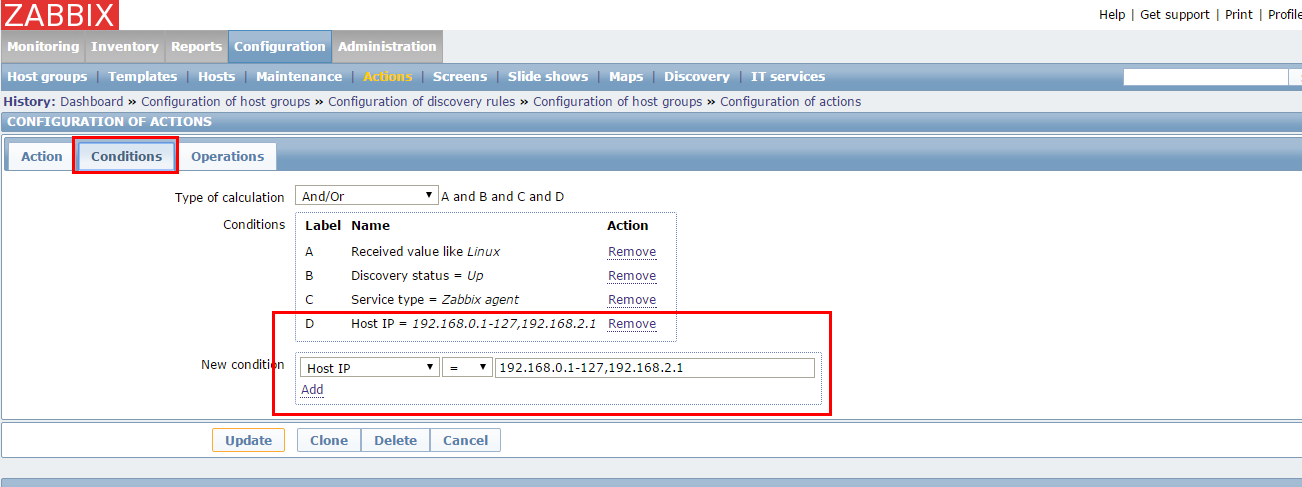 ZABBIX
Help | Get support | Print | Profile
Monitoring Inventory Reports Configuration Administration
Host groups | Templates | Hosts | Maintenance | Actions | Screens | Slide shows | Maps | Discovery | IT services
History: Dashboard » Configuration of host groups » Configuration of discovery rules » Configuration of host groups » Configuration of actions
CONFIGURATION OF ACTIONS
Action Conditions Operations
Type of calculation And/Or A and B and C and D
Conditions Label Name Action
A Received value like Linux Remove
B Discovery status = Up Remove
C Service type = Zabbix agent Remove
D Host IP = 192.168.0.1-127,192.168.2.1 Remove
New condition Host IP = 192.168.0.1-127,192.168.2.1
Add
Update Clone Delete Cancel